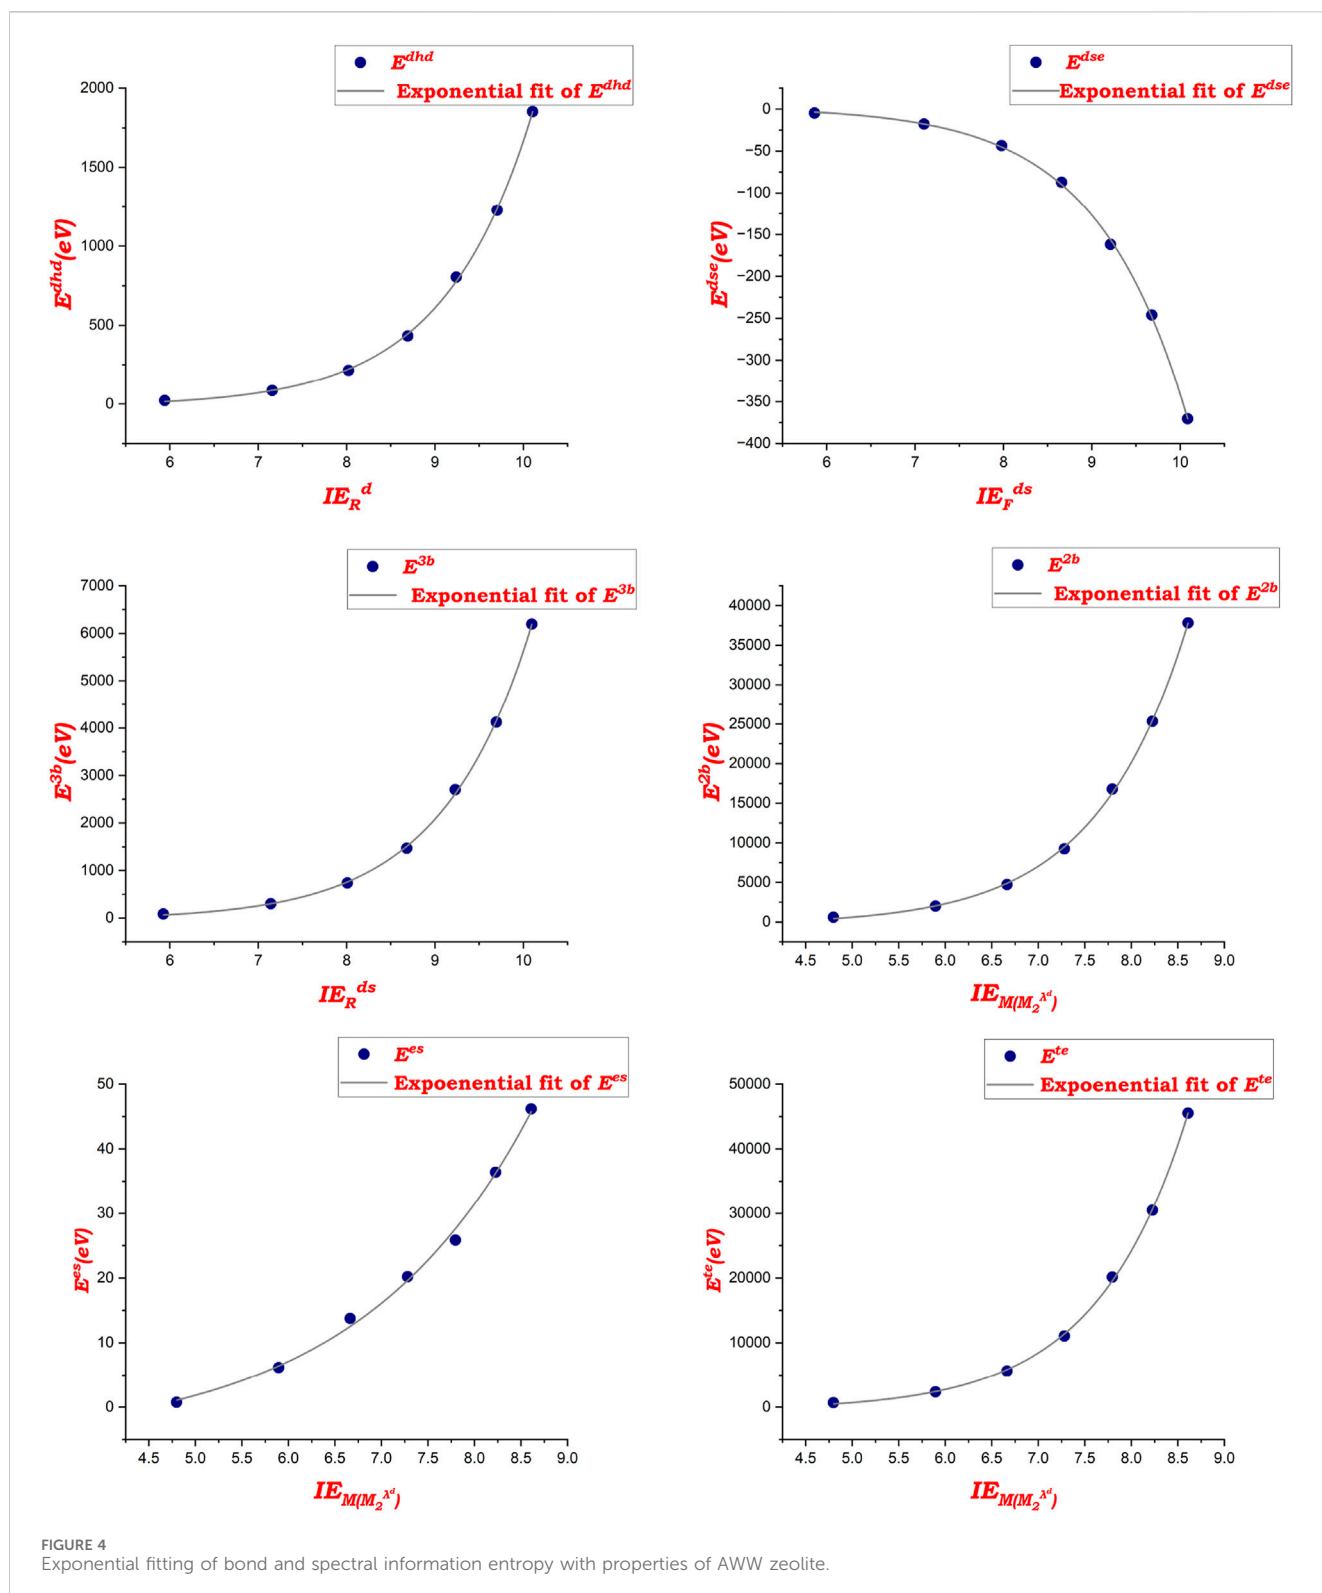 E^dhd
Exponential fit of E^dhd
2000
1500
1000
500
0
E^dhd(eV)
6 7 8 9 10
IE_R^d
E^dse
Exponential fit of E^dse
0
−50
−100
−150
−200
−250
−300
−350
−400
E^dse(eV)
6 7 8 9 10
IE_F^ds
E^3b
Exponential fit of E^3b
7000
6000
5000
4000
3000
2000
1000
0
E^3b(eV)
6 7 8 9 10
IE_R^ds
E^2b
Exponential fit of E^2b
40000
35000
30000
25000
20000
15000
10000
5000
0
E^2b(eV)
4.5 5.0 5.5 6.0 6.5 7.0 7.5 8.0 8.5 9.0
IE_M(M_2^λ^d)
E^es
Expoenential fit of E^es
50
40
30
20
10
0
E^es(eV)
4.5 5.0 5.5 6.0 6.5 7.0 7.5 8.0 8.5 9.0
IE_M(M_2^λ^d)
E^te
Expoenential fit of E^te
50000
40000
30000
20000
10000
0
E^te(eV)
4.5 5.0 5.5 6.0 6.5 7.0 7.5 8.0 8.5 9.0
IE_M(M_2^λ^d)
FIGURE 4
Exponential fitting of bond and spectral information entropy with properties of AWW zeolite.